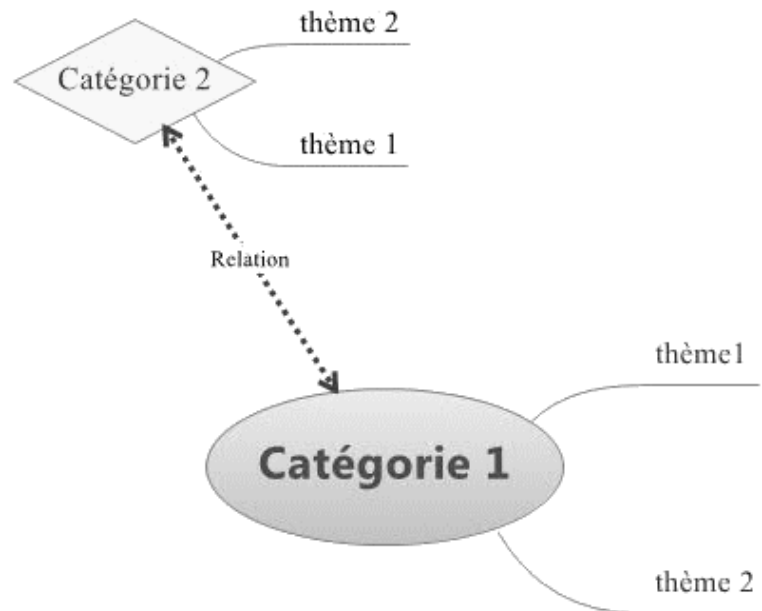 thème 2
Catégorie 2
thème 1
Relation
thème1
Catégorie 1
thème 2